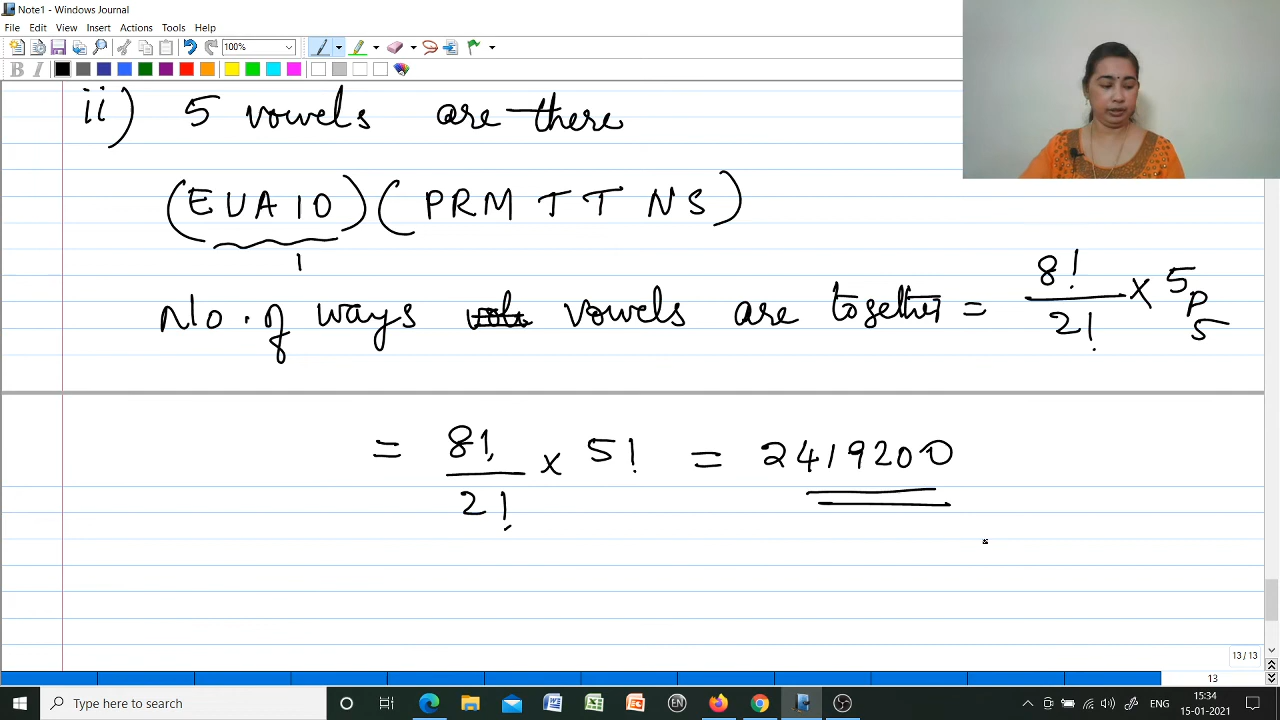 Note1 - Windows Journal
File Edit View Insert Actions Tools Help
100%
B I
ii) 5 vowels are there
(EUAIO)(PRM T T NS)
1
No. of ways vowels are together = 8!/2! x 5P5
= 8!/2! x 5! = 2419200
13 / 13
13
Type here to search
EN
ENG
15:34
15-01-2021